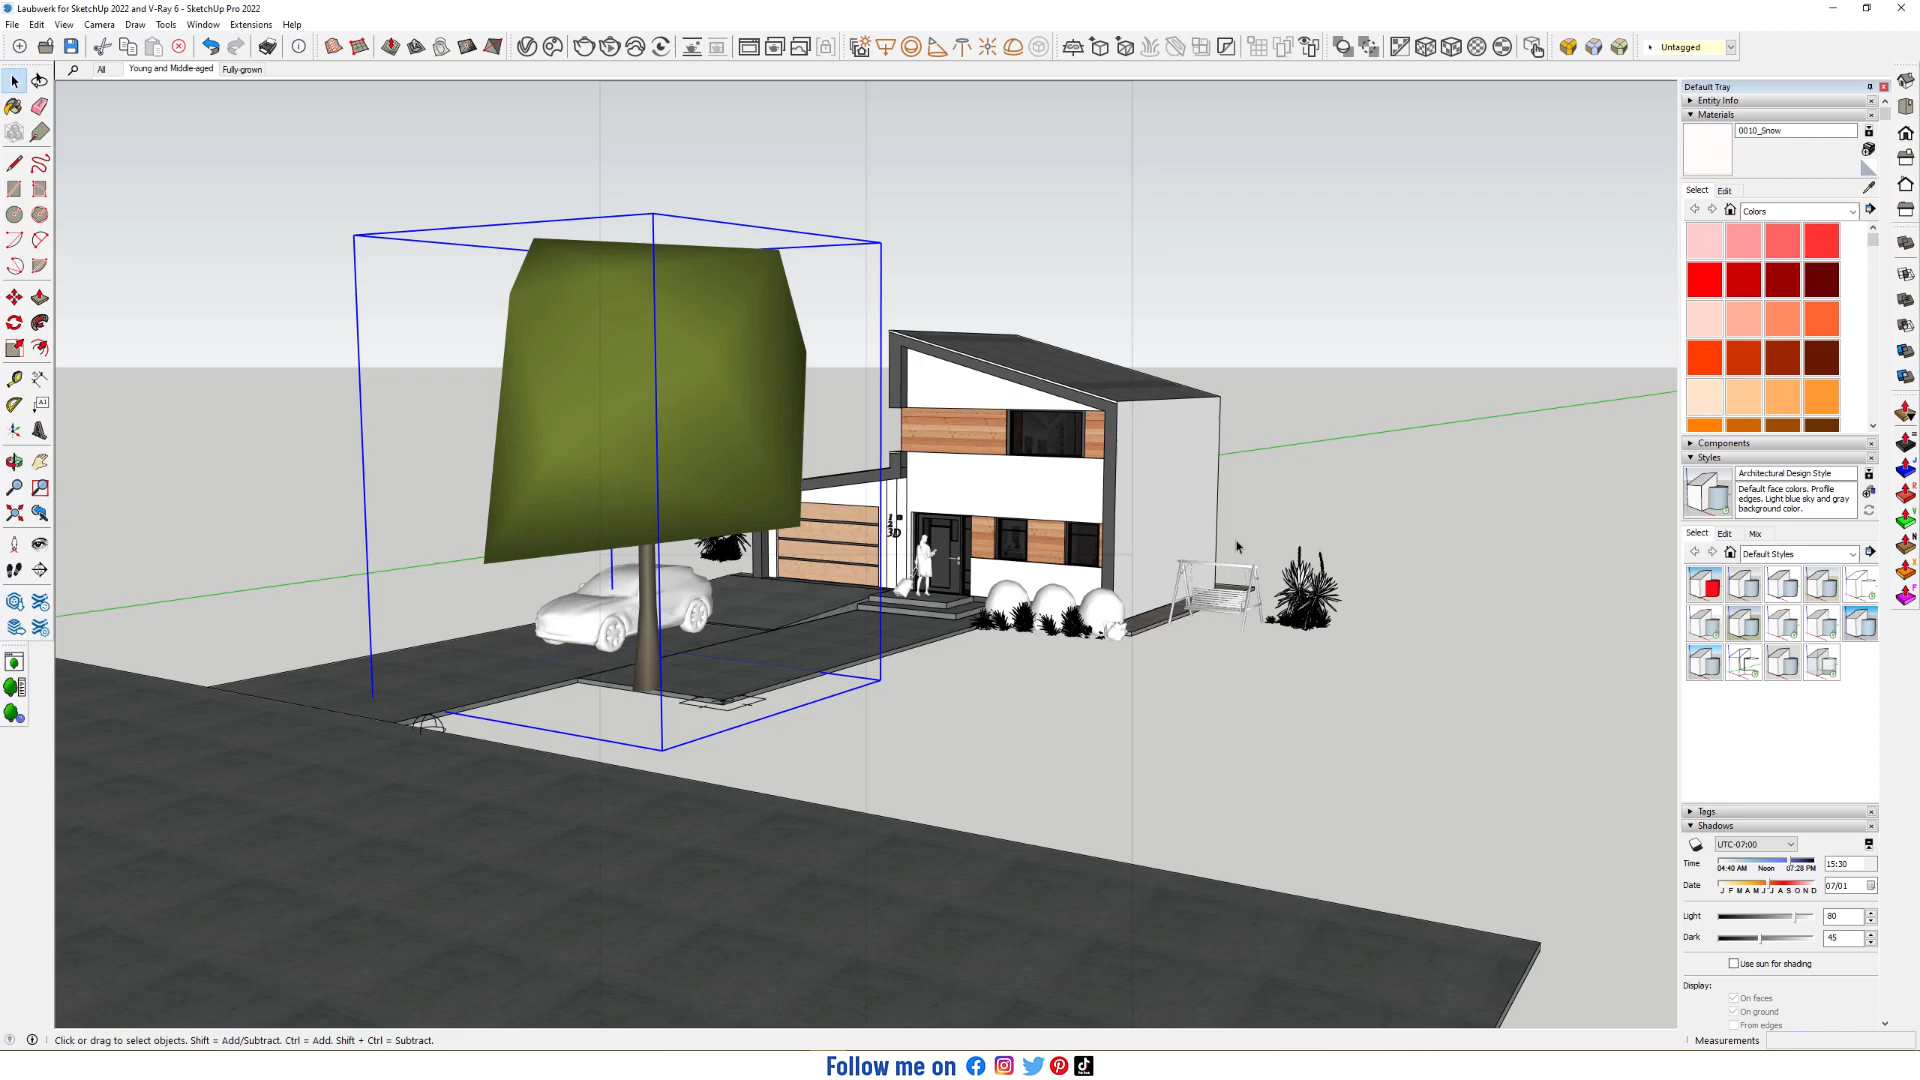 Laubwerk for SketchUp 2022 and V-Ray 6 - SketchUp Pro 2022
File Edit View Camera Draw Tools Window Extensions Help
Untagged
All Young and Middle-aged Fully-grown
Default Tray
Entity Info
Materials
0010_Snow
Select Edit
Colors
Components
Styles
Architectural Design Style
Default face colors. Profile
edges. Light blue sky and gray
background color.
Select Edit Mix
Default Styles
3D
Tags
Shadows
UTC-07:00
Time 04:40 AM Noon 07:28 PM 15:30
Date J F M A M J J A S O N D 07/01
Light 80
Dark 45
Use sun for shading
Display:
On faces
On ground
From edges
Click or drag to select objects. Shift = Add/Subtract. Ctrl = Add. Shift + Ctrl = Subtract.
Measurements
Follow me on